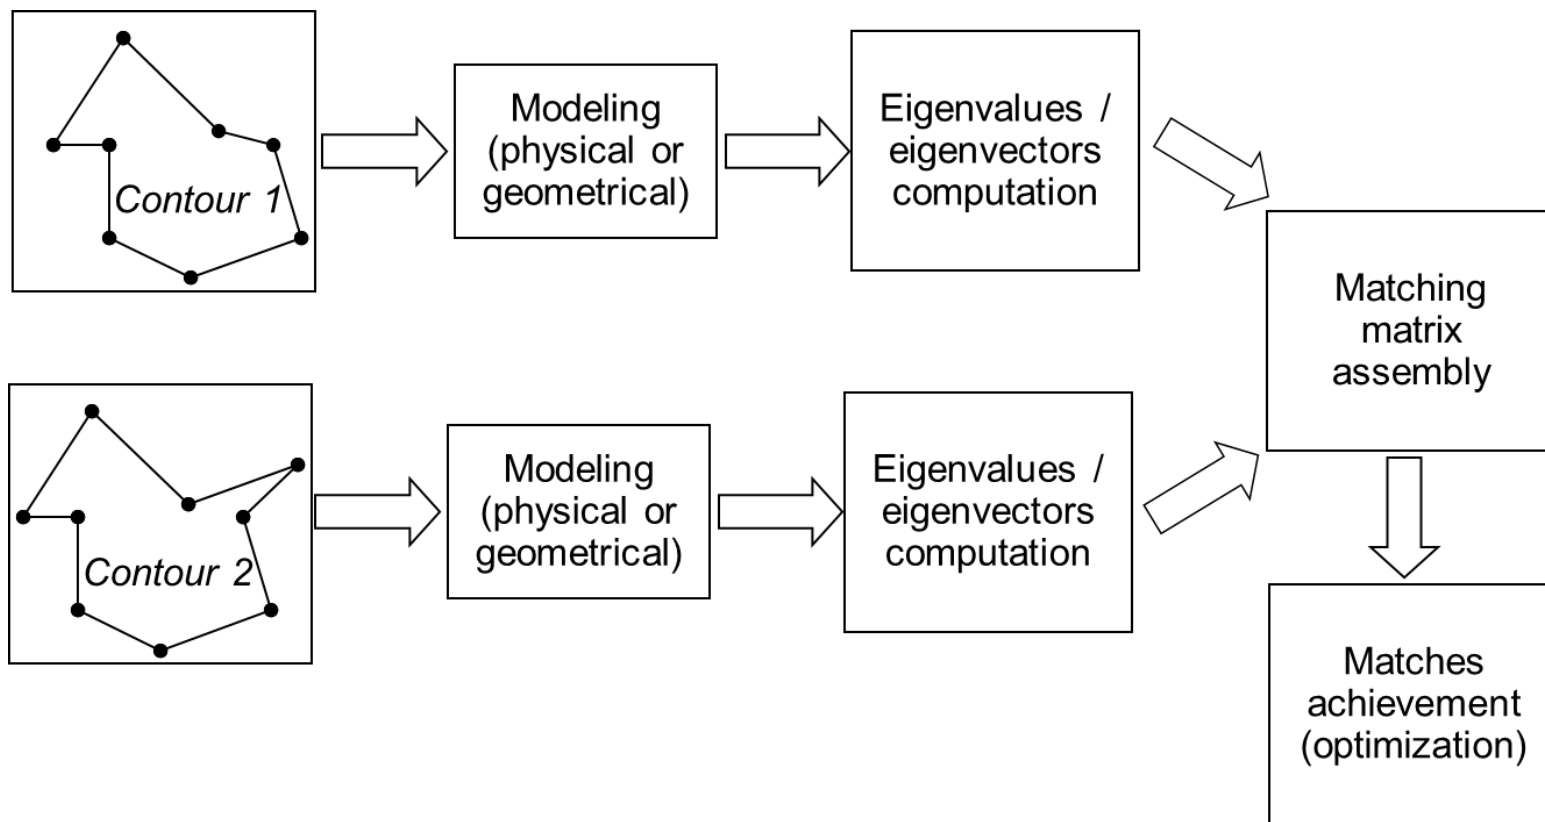 Contour 1
Modeling
(physical or
geometrical)
Eigenvalues /
eigenvectors
computation
Matching
matrix
assembly
Contour 2
Modeling
(physical or
geometrical)
Eigenvalues /
eigenvectors
computation
Matches
achievement
(optimization)